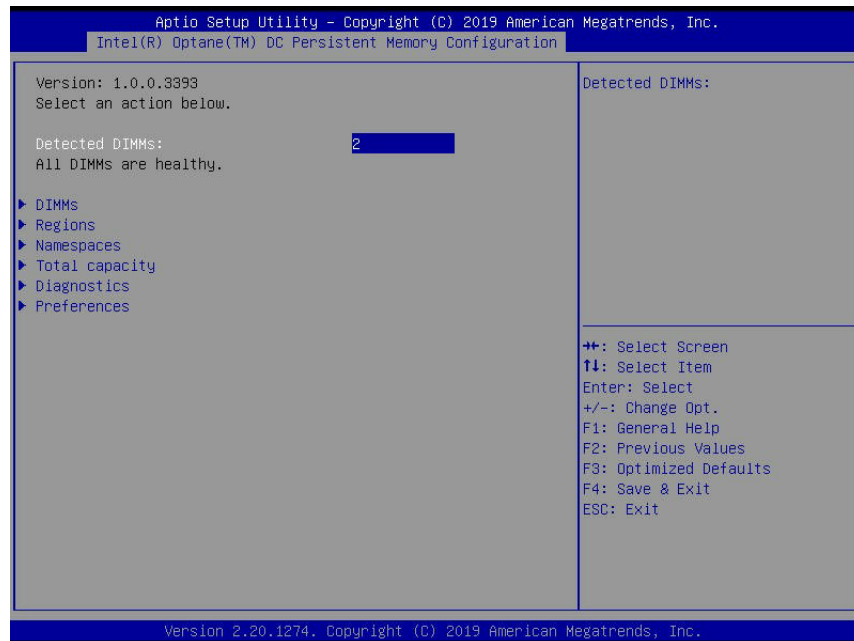 Aptio Setup Utility – Copyright (C) 2019 American Megatrends, Inc.
Intel(R) Optane(TM) DC Persistent Memory Configuration
Version: 1.0.0.3393
Select an action below.
Detected DIMMs: 2
All DIMMs are healthy.
DIMMs
Regions
Namespaces
Total capacity
Diagnostics
Preferences
Detected DIMMs:
→←: Select Screen
↑↓: Select Item
Enter: Select
+/-: Change Opt.
F1: General Help
F2: Previous Values
F3: Optimized Defaults
F4: Save & Exit
ESC: Exit
Version 2.20.1274. Copyright (C) 2019 American Megatrends, Inc.